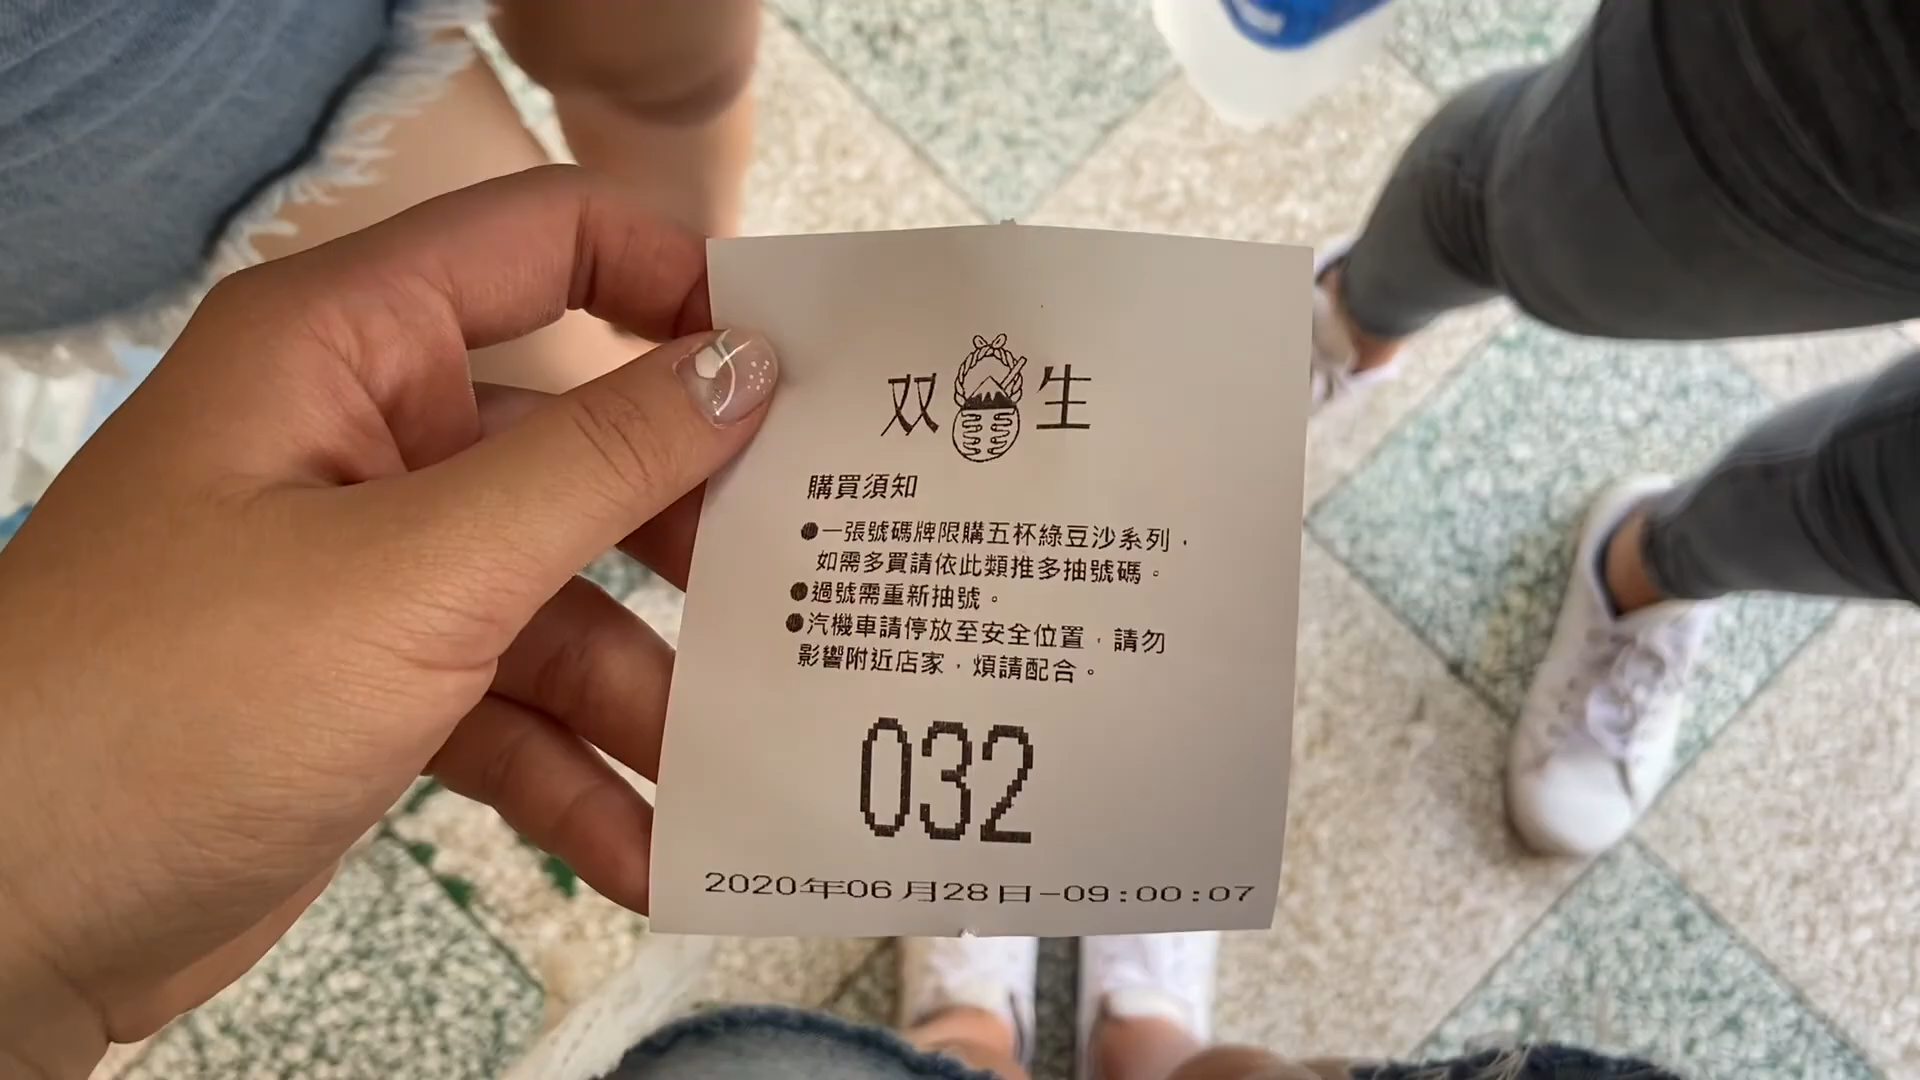 双生
購買須知
●一張號碼牌限購五杯綠豆沙系列，
如需多買請依此類推多抽號碼。
●過號需重新抽號。
●汽機車請停放至安全位置，請勿
影響附近店家，煩請配合。
032
2020年06月28日-09:00:07